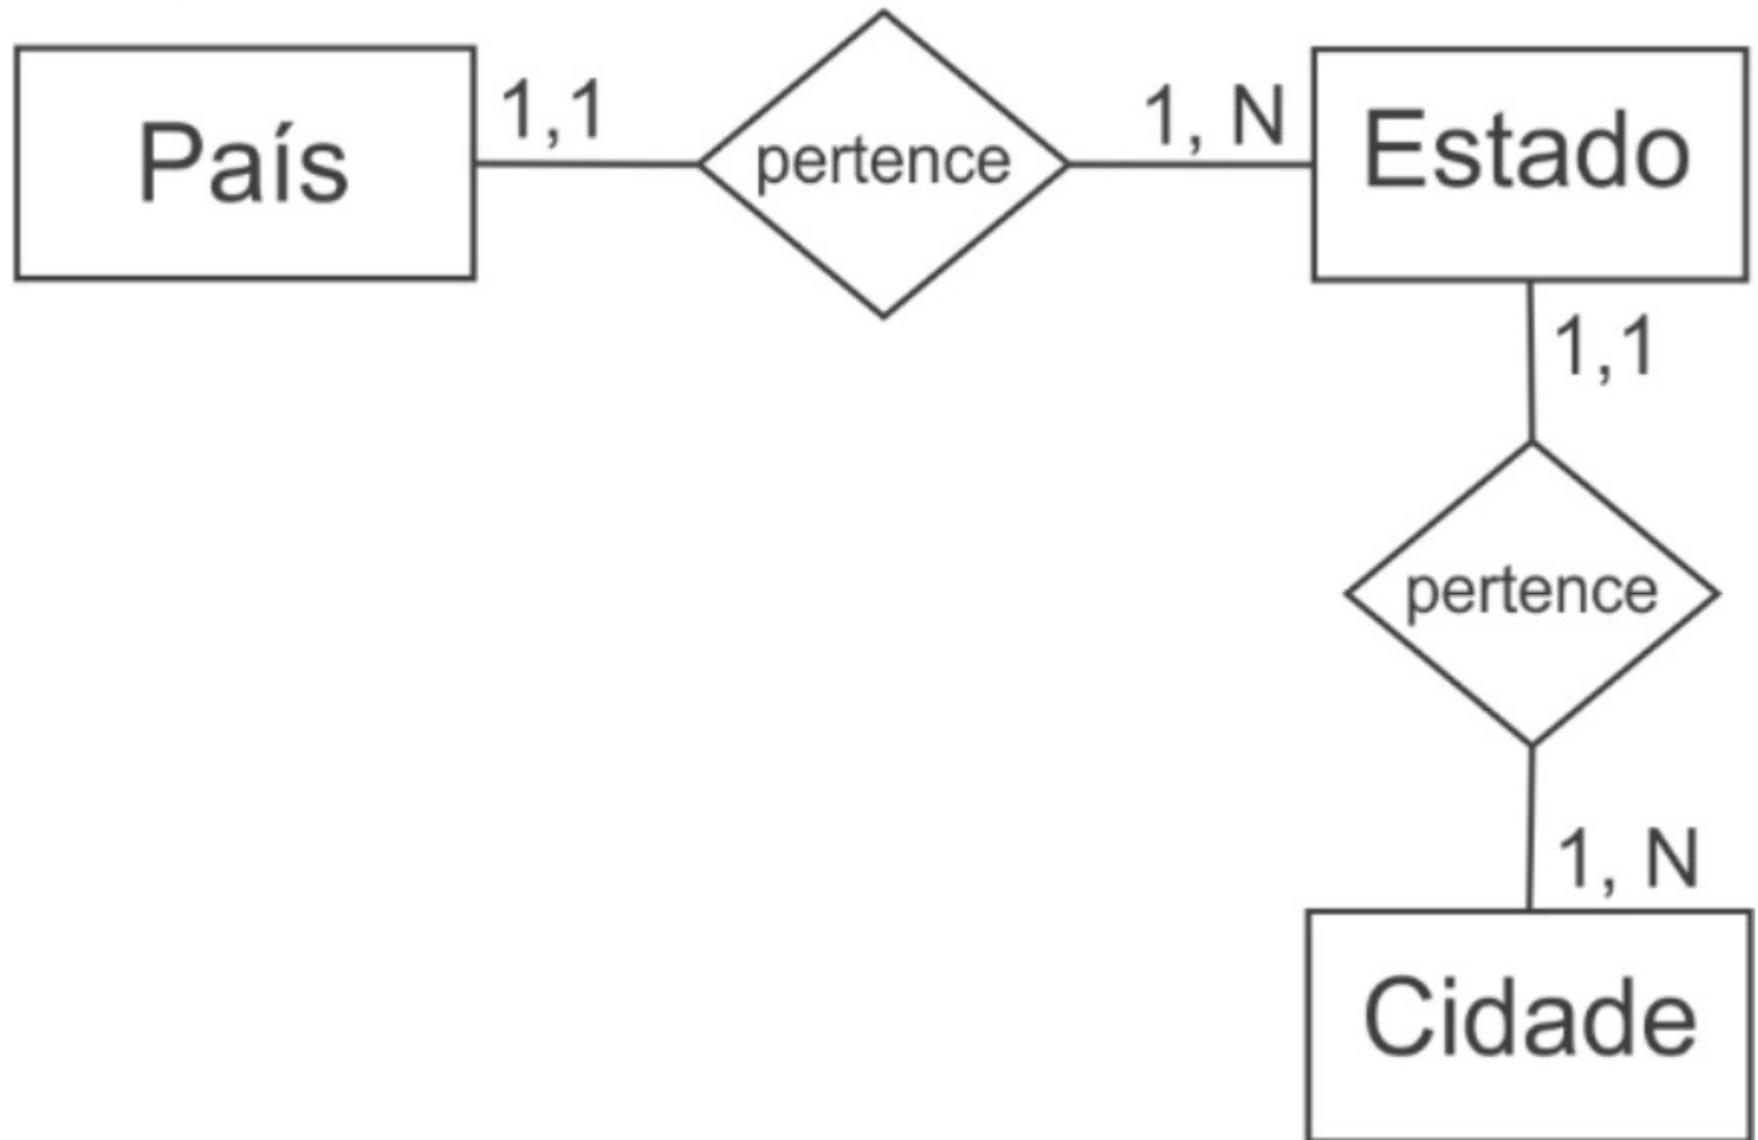 País
1,1
pertence
1, N
Estado
1,1
pertence
1, N
Cidade